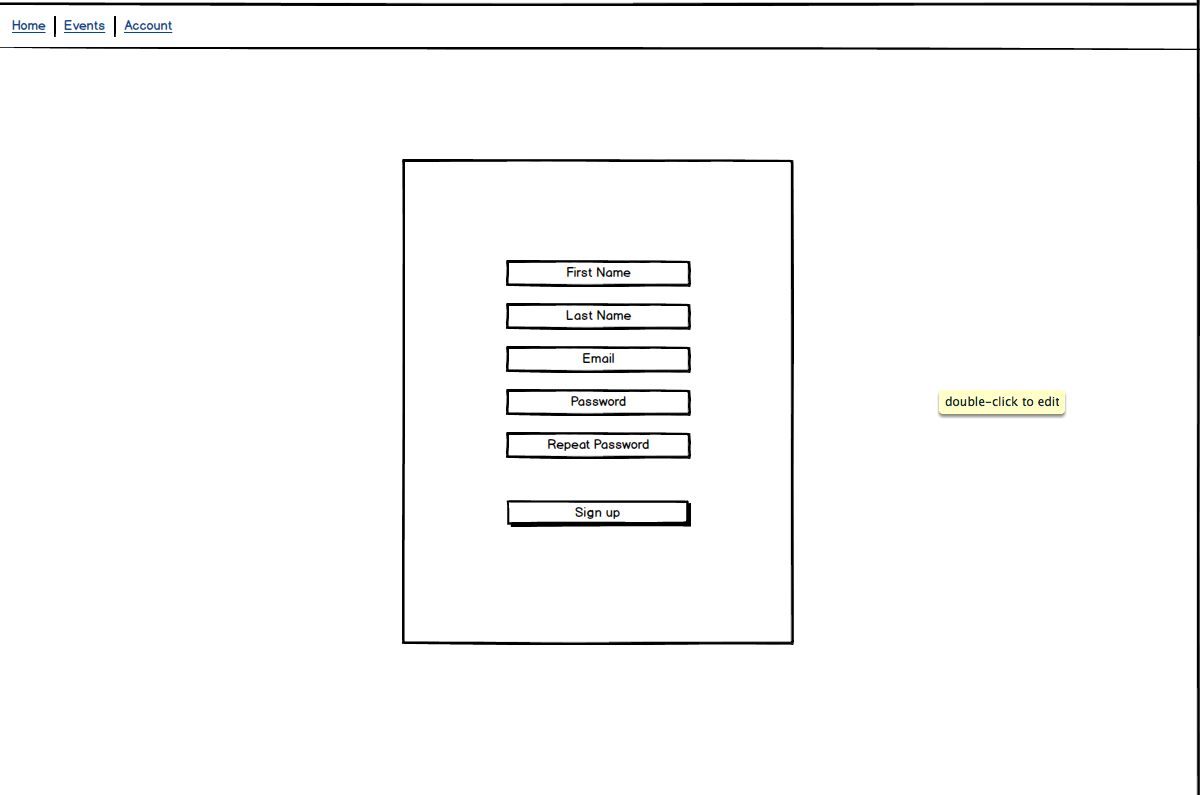 Home Events Account
First Name
Last Name
Email
Password
double-click to edit
Repeat Password
Sign up